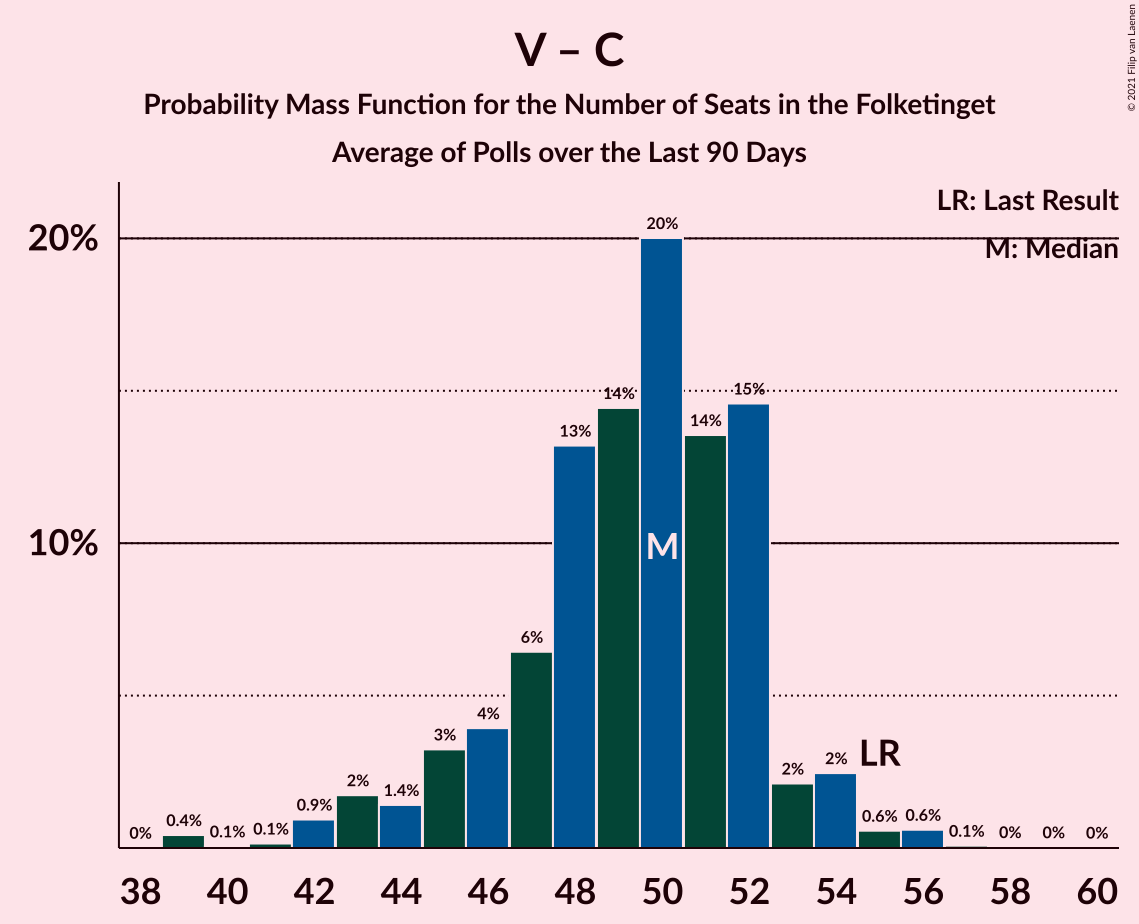 V – C
Probability Mass Function for the Number of Seats in the Folketinget
Average of Polls over the Last 90 Days
© 2021 Filip van Laenen
LR: Last Result
M: Median
20%
10%
0%
0.4%
0.1%
0.1%
0.9%
2%
1.4%
3%
4%
6%
13%
14%
20%
14%
15%
2%
2%
0.6%
0.6%
0.1%
0%
0%
0%
M
LR
38 40 42 44 46 48 50 52 54 56 58 60